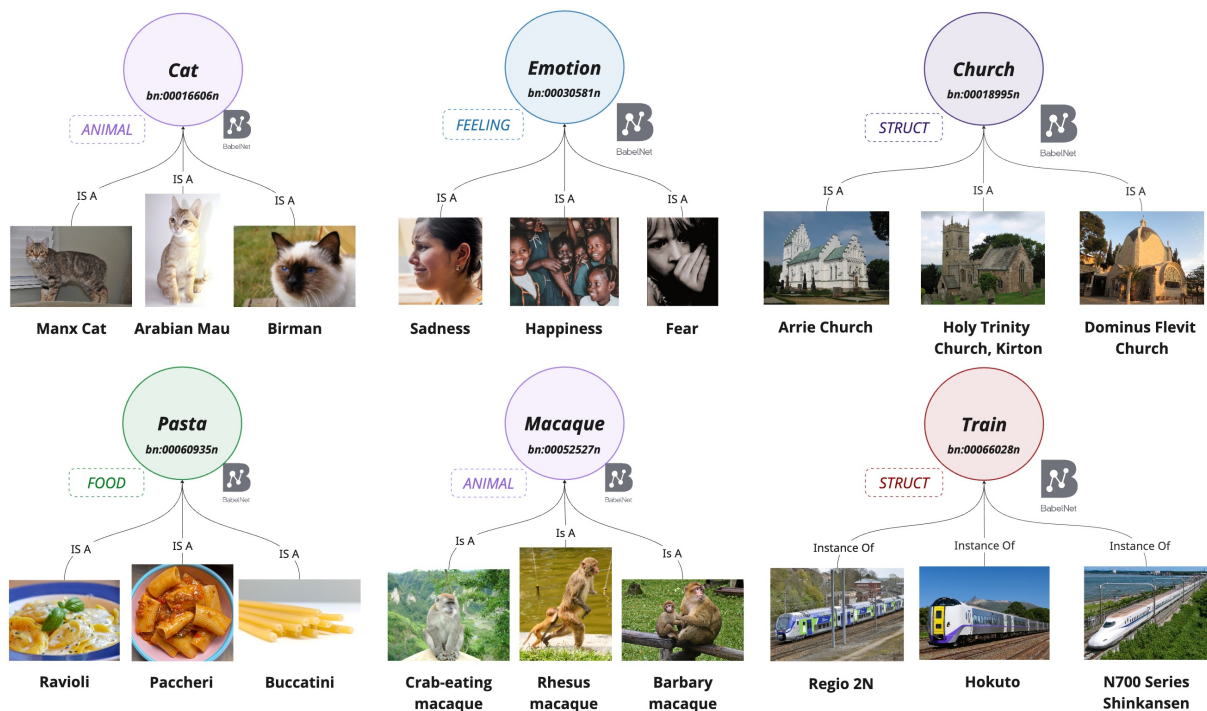 Cat
bn:00016606n
ANIMAL
BabelNet
IS A
IS A
IS A
Manx Cat
Arabian Mau
Birman
Emotion
bn:00030581n
FEELING
BabelNet
IS A
IS A
IS A
Sadness
Happiness
Fear
Church
bn:00018995n
STRUCT
BabelNet
IS A
IS A
IS A
Arrie Church
Holy Trinity
Church, Kirton
Dominus Flevit
Church
Pasta
bn:00060935n
FOOD
BabelNet
IS A
IS A
IS A
Ravioli
Paccheri
Buccatini
Macaque
bn:00052527n
ANIMAL
BabelNet
Is A
Is A
Is A
Crab-eating
macaque
Rhesus
macaque
Barbary
macaque
Train
bn:00066028n
STRUCT
BabelNet
Instance Of
Instance Of
Instance Of
Regio 2N
Hokuto
N700 Series
Shinkansen